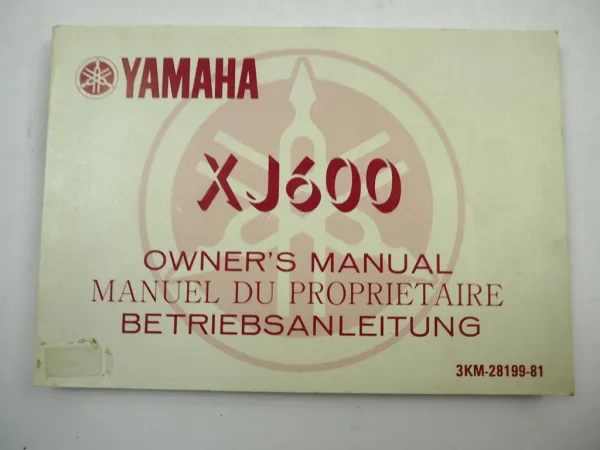 YAMAHA
XJ600
OWNER'S MANUAL
MANUEL DU PROPRIETAIRE
BETRIEBSANLEITUNG
3KM-28199-81